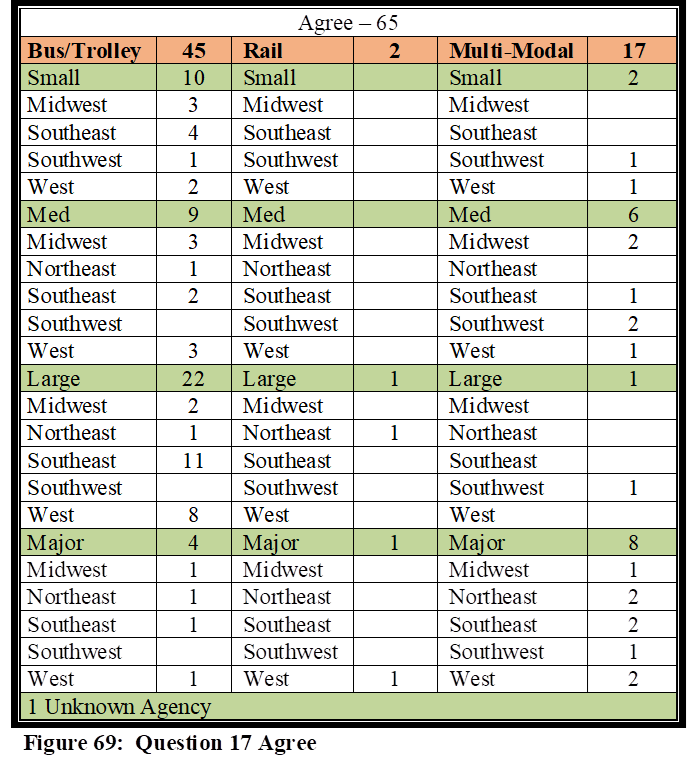 Agree – 65
Bus/Trolley 45 Rail 2 Multi-Modal 17
Small 10 Small Small 2
Midwest 3 Midwest Midwest
Southeast 4 Southeast Southeast
Southwest 1 Southwest Southwest 1
West 2 West West 1
Med 9 Med Med 6
Midwest 3 Midwest Midwest 2
Northeast 1 Northeast Northeast
Southeast 2 Southeast Southeast 1
Southwest Southwest Southwest 2
West 3 West West 1
Large 22 Large 1 Large 1
Midwest 2 Midwest Midwest
Northeast 1 Northeast 1 Northeast
Southeast 11 Southeast Southeast
Southwest Southwest Southwest 1
West 8 West West
Major 4 Major 1 Major 8
Midwest 1 Midwest Midwest 1
Northeast 1 Northeast Northeast 2
Southeast 1 Southeast Southeast 2
Southwest Southwest Southwest 1
West 1 West 1 West 2
1 Unknown Agency
Figure 69: Question 17 Agree